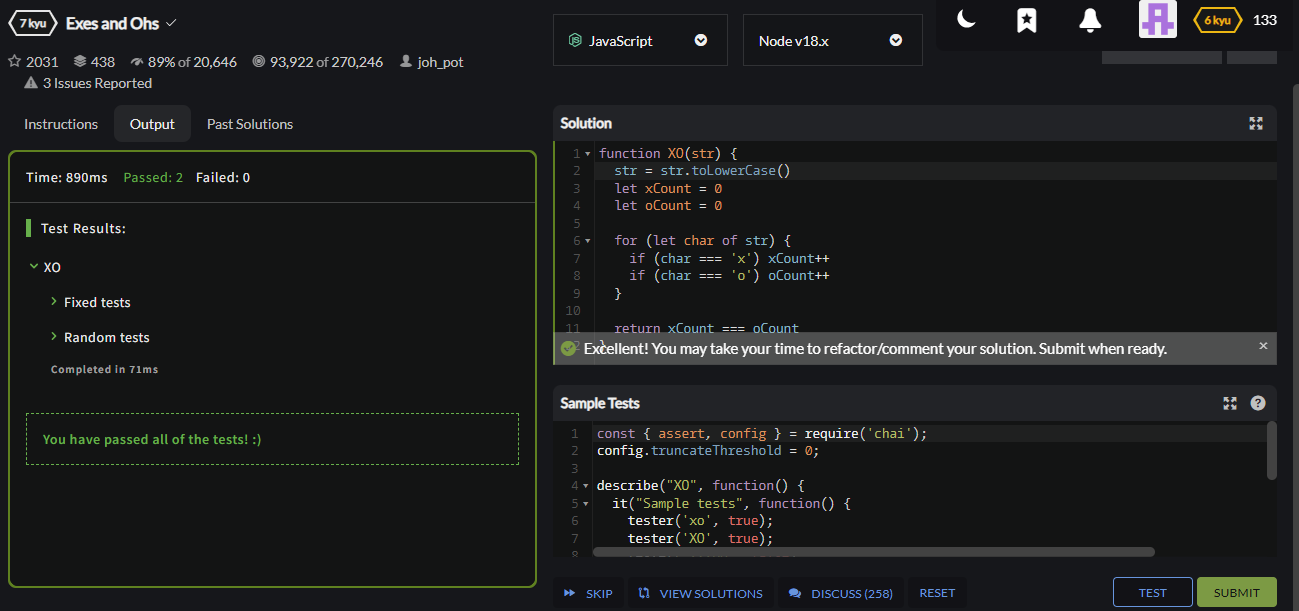 7 kyu Exes and Ohs
2031 438 89% of 20,646 93,922 of 270,246 joh_pot
3 Issues Reported
JavaScript
Node v18.x
6 kyu 133
Instructions Output Past Solutions
Time: 890ms Passed: 2 Failed: 0
Test Results:
XO
Fixed tests
Random tests
Completed in 71ms
You have passed all of the tests! :)
Solution
1 function XO(str) {
2 str = str.toLowerCase()
3 let xCount = 0
4 let oCount = 0
5
6 for (let char of str) {
7 if (char === 'x') xCount++
8 if (char === 'o') oCount++
9 }
10
11 return xCount === oCount
Excellent! You may take your time to refactor/comment your solution. Submit when ready.
Sample Tests
1 const { assert, config } = require('chai');
2 config.truncateThreshold = 0;
3
4 describe("XO", function() {
5 it("Sample tests", function() {
6 tester('xo', true);
7 tester('XO', true);
8
SKIP VIEW SOLUTIONS DISCUSS (258) RESET TEST SUBMIT